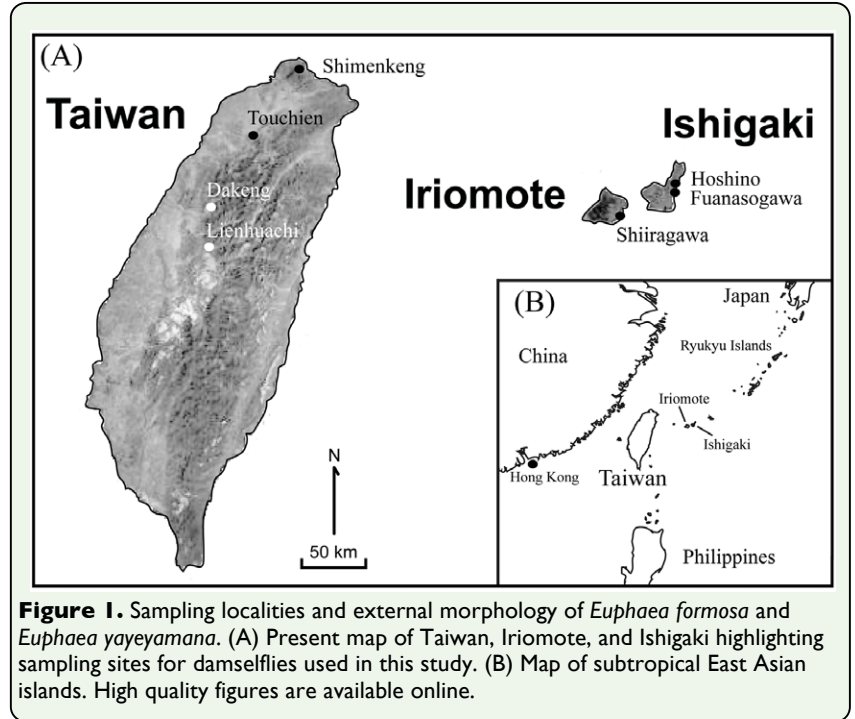 (A)
Shimenkeng
Taiwan
Touchien
Ishigaki
Dakeng
Iriomote
Hoshino
Fuanasogawa
Lienhuachi
Shiiragawa
N
50 km
(B)
Japan
China
Ryukyu Islands
Iriomote
Ishigaki
Hong Kong
Taiwan
Philippines
Figure 1. Sampling localities and external morphology of Euphaea formosa and
Euphaea yayeyamana. (A) Present map of Taiwan, Iriomote, and Ishigaki highlighting
sampling sites for damselflies used in this study. (B) Map of subtropical East Asian
islands. High quality figures are available online.